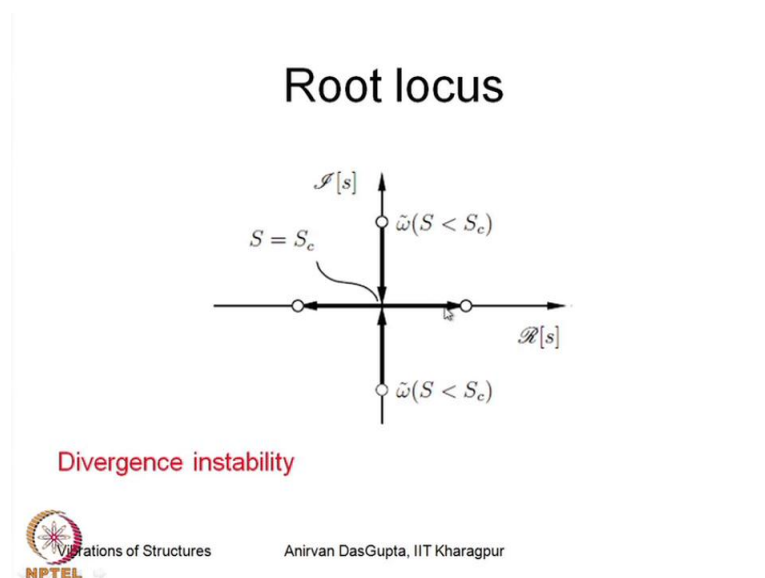 Root locus
ℐ[s]
ω̃(S < S_c)
S = S_c
ℛ[s]
ω̃(S < S_c)
Divergence instability
Vibrations of Structures
Anirvan DasGupta, IIT Kharagpur
NPTEL